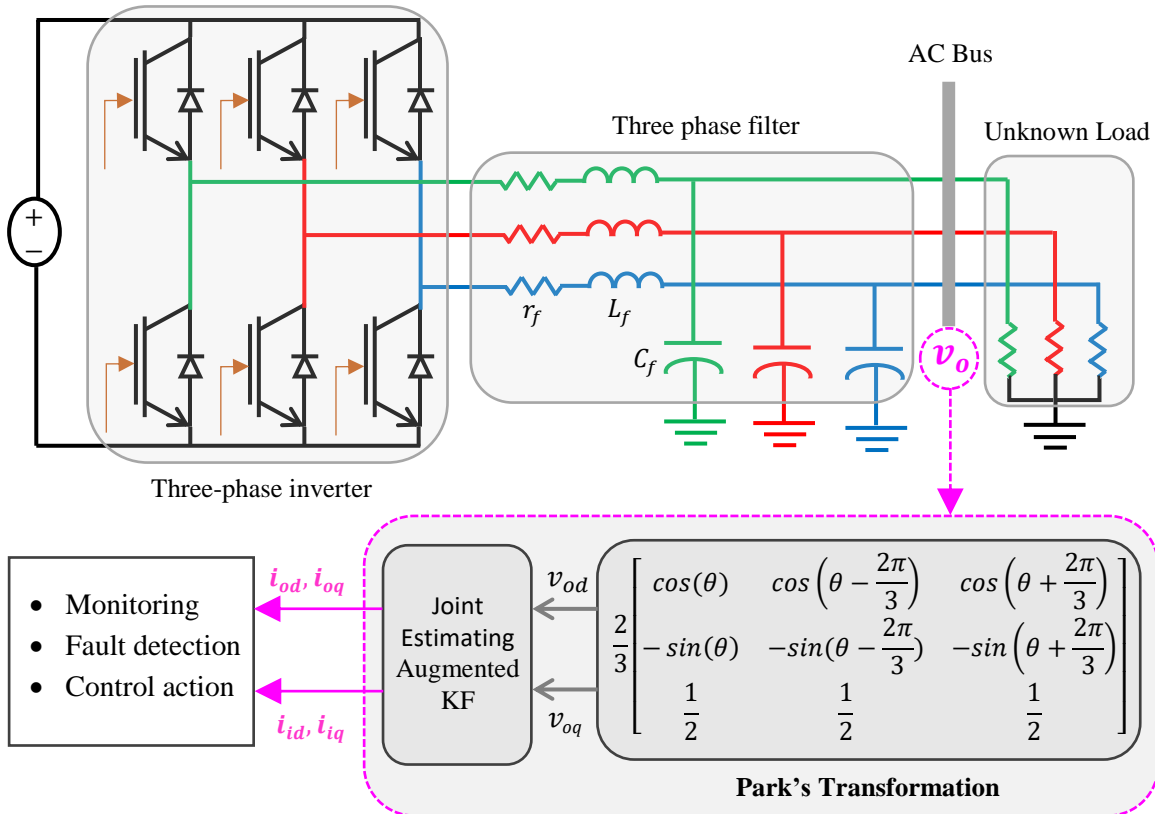 AC Bus
Three phase filter
Unknown Load
+
−
r_f
L_f
C_f
v_o
Three-phase inverter
i_od, i_oq
i_id, i_iq
• Monitoring
• Fault detection
• Control action
Joint
Estimating
Augmented
KF
v_od
v_oq
2/3 [ cos(θ) cos(θ − 2π/3) cos(θ + 2π/3)
−sin(θ) −sin(θ − 2π/3) −sin(θ + 2π/3)
1/2 1/2 1/2 ]
Park's Transformation